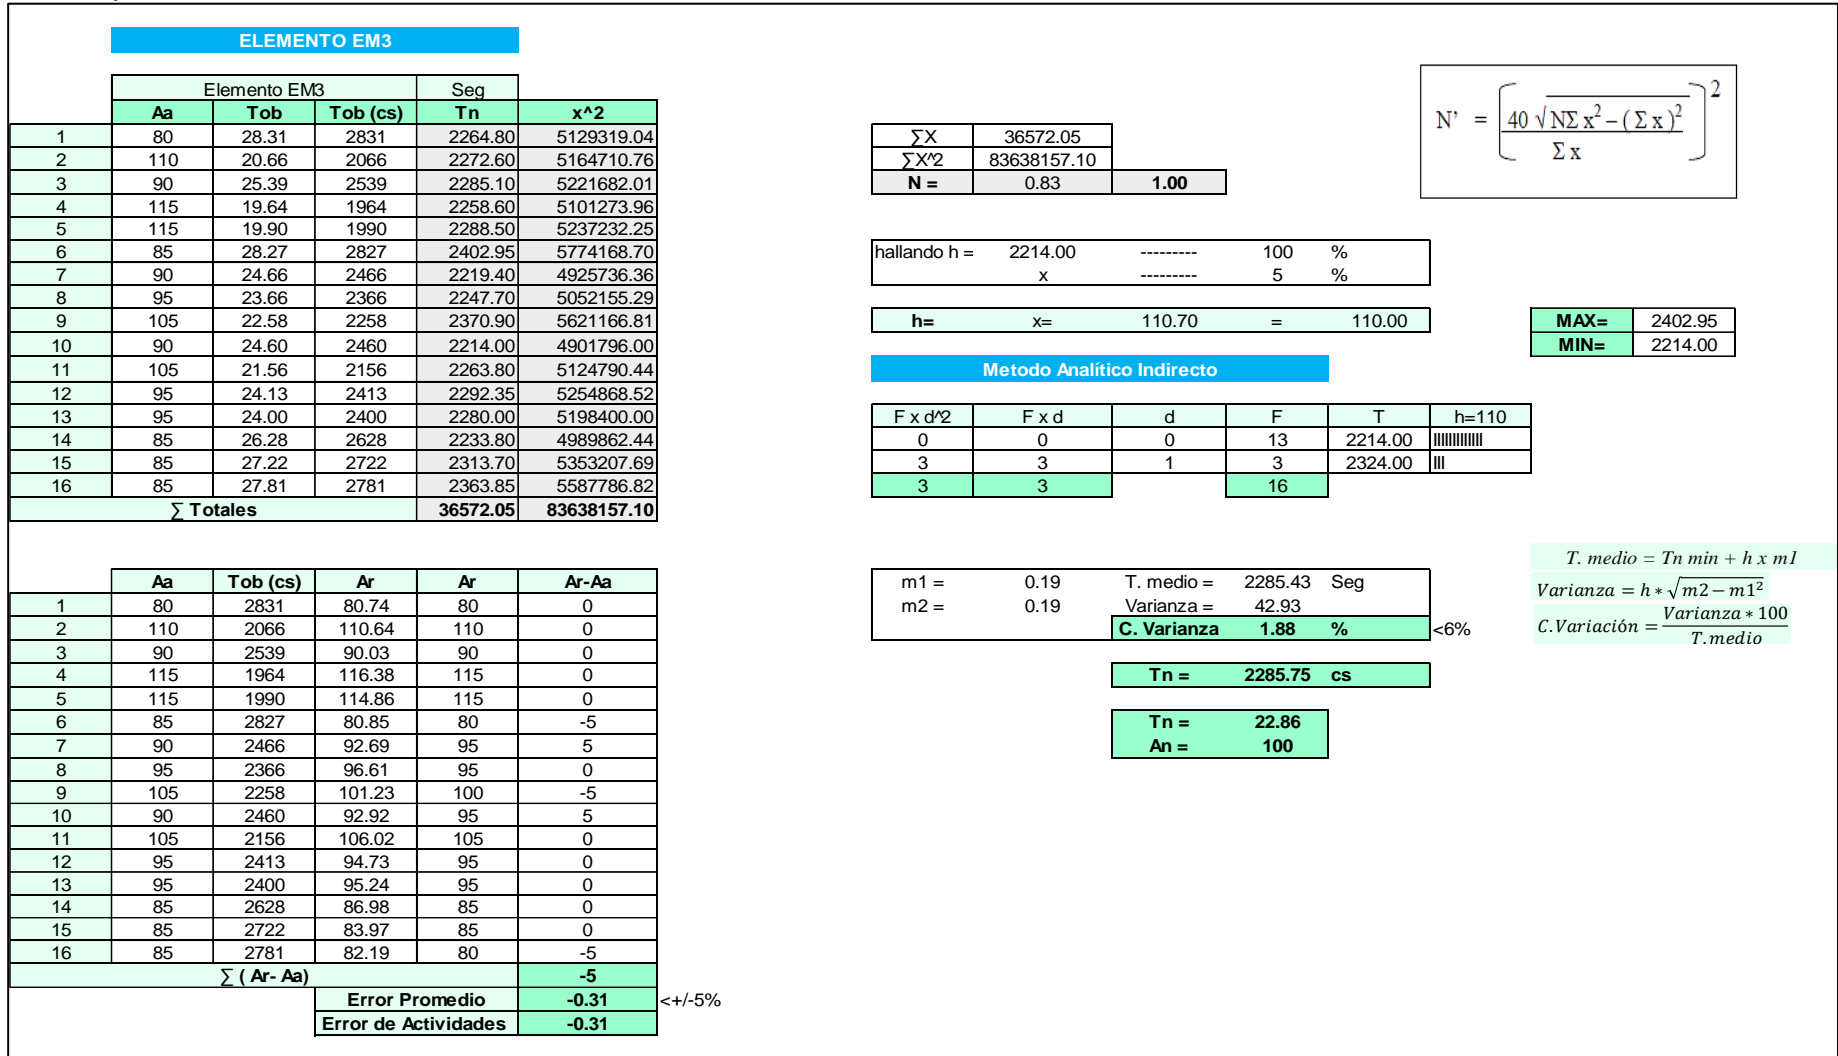 ELEMENTO EM3
Elemento EM3 Seg
Aa Tob Tob (cs) Tn x^2
1 80 28.31 2831 2264.80 5129319.04
2 110 20.66 2066 2272.60 5164710.76
3 90 25.39 2539 2285.10 5221682.01
4 115 19.64 1964 2258.60 5101273.96
5 115 19.90 1990 2288.50 5237232.25
6 85 28.27 2827 2402.95 5774168.70
7 90 24.66 2466 2219.40 4925736.36
8 95 23.66 2366 2247.70 5052155.29
9 105 22.58 2258 2370.90 5621166.81
10 90 24.60 2460 2214.00 4901796.00
11 105 21.56 2156 2263.80 5124790.44
12 95 24.13 2413 2292.35 5254868.52
13 95 24.00 2400 2280.00 5198400.00
14 85 26.28 2628 2233.80 4989862.44
15 85 27.22 2722 2313.70 5353207.69
16 85 27.81 2781 2363.85 5587786.82
∑ Totales 36572.05 83638157.10
∑X 36572.05
∑X^2 83638157.10
N = 0.83 1.00
N' = [ 40 √ N Σ x² – ( Σ x )² / Σ x ] 2
hallando h = 2214.00 --------- 100 %
x --------- 5 %
h= x= 110.70 = 110.00
MAX= 2402.95
MIN= 2214.00
Metodo Analítico Indirecto
F x d^2 F x d d F T h=110
0 0 0 13 2214.00 IIIIIIIIIIIII
3 3 1 3 2324.00 III
3 3 16
Aa Tob (cs) Ar Ar Ar-Aa
1 80 2831 80.74 80 0
2 110 2066 110.64 110 0
3 90 2539 90.03 90 0
4 115 1964 116.38 115 0
5 115 1990 114.86 115 0
6 85 2827 80.85 80 -5
7 90 2466 92.69 95 5
8 95 2366 96.61 95 0
9 105 2258 101.23 100 -5
10 90 2460 92.92 95 5
11 105 2156 106.02 105 0
12 95 2413 94.73 95 0
13 95 2400 95.24 95 0
14 85 2628 86.98 85 0
15 85 2722 83.97 85 0
16 85 2781 82.19 80 -5
∑ ( Ar- Aa) -5
Error Promedio -0.31 <+/-5%
Error de Actividades -0.31
m1 = 0.19 T. medio = 2285.43 Seg
m2 = 0.19 Varianza = 42.93
C. Varianza 1.88 % <6%
Tn = 2285.75 cs
Tn = 22.86
An = 100
T. medio = Tn min + h x m1
Varianza = h * √m2 − m1²
C.Variación = Varianza * 100 / T.medio